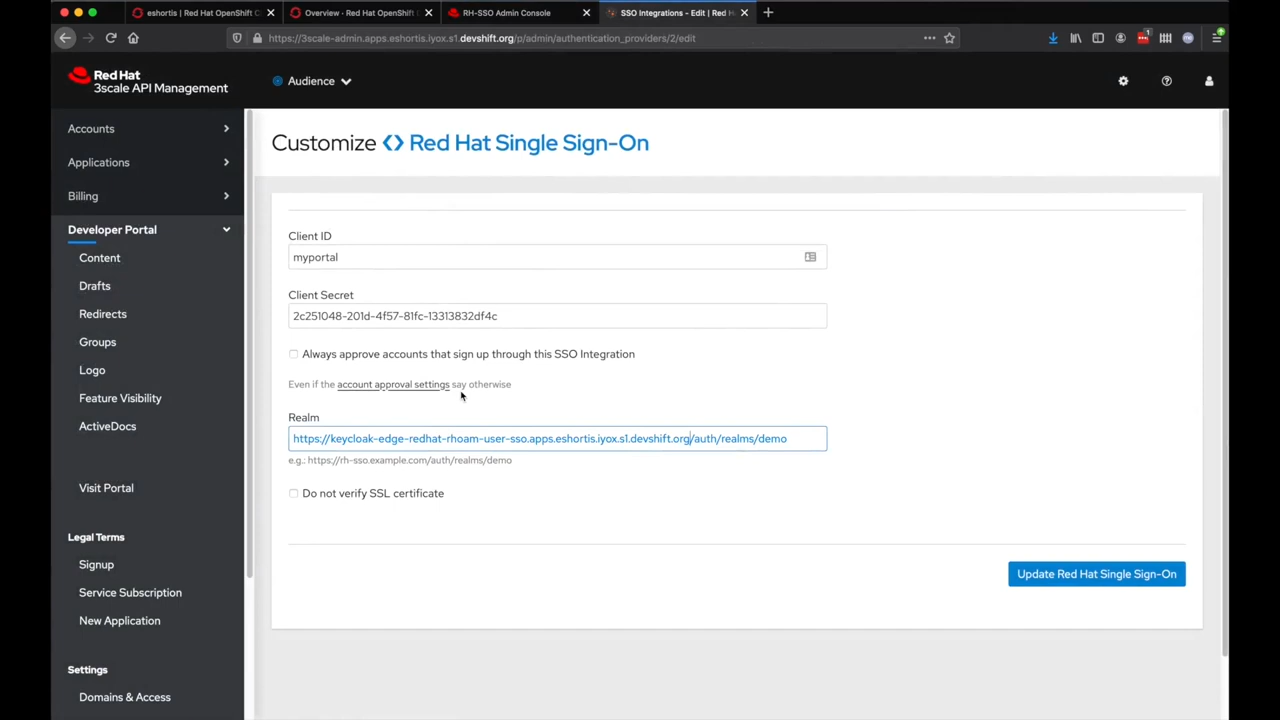 eshortis | Red Hat OpenShift C
Overview · Red Hat OpenShift
RH-SSO Admin Console
SSO Integrations - Edit | Red H
https://3scale-admin.apps.eshortis.iyox.s1.devshift.org/p/admin/authentication_providers/2/edit
Red Hat
3scale API Management
Audience
Accounts
Applications
Billing
Developer Portal
Content
Drafts
Redirects
Groups
Logo
Feature Visibility
ActiveDocs
Visit Portal
Legal Terms
Signup
Service Subscription
New Application
Settings
Domains & Access
Customize Red Hat Single Sign-On
Client ID
myportal
Client Secret
2c251048-201d-4f57-81fc-13313832df4c
Always approve accounts that sign up through this SSO Integration
Even if the account approval settings say otherwise
Realm
https://keycloak-edge-redhat-rhoam-user-sso.apps.eshortis.iyox.s1.devshift.org/auth/realms/demo
e.g.: https://rh-sso.example.com/auth/realms/demo
Do not verify SSL certificate
Update Red Hat Single Sign-On